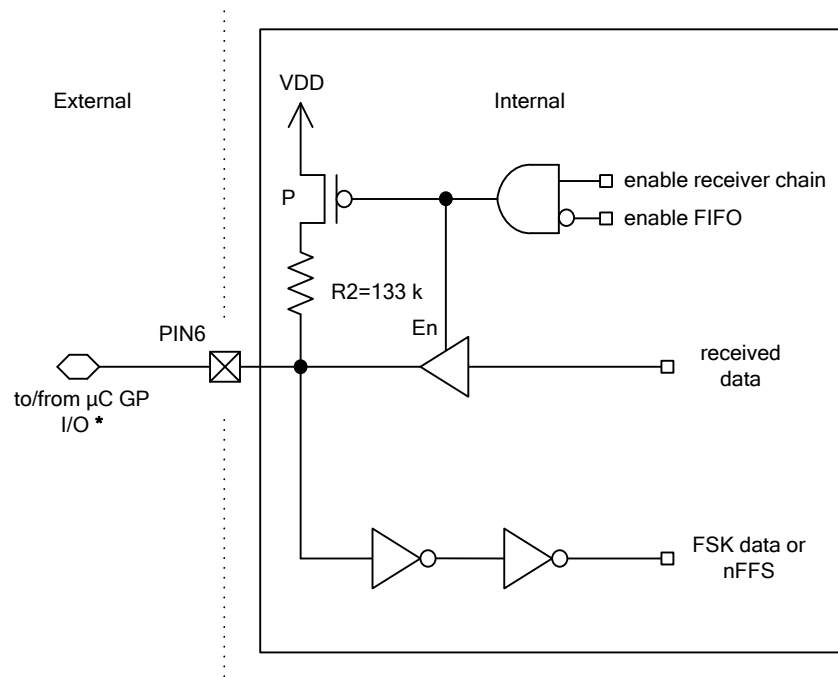 External
Internal
VDD
P
enable receiver chain
enable FIFO
R2=133 k
En
PIN6
received
data
to/from µC GP
I/O *
FSK data or
nFFS